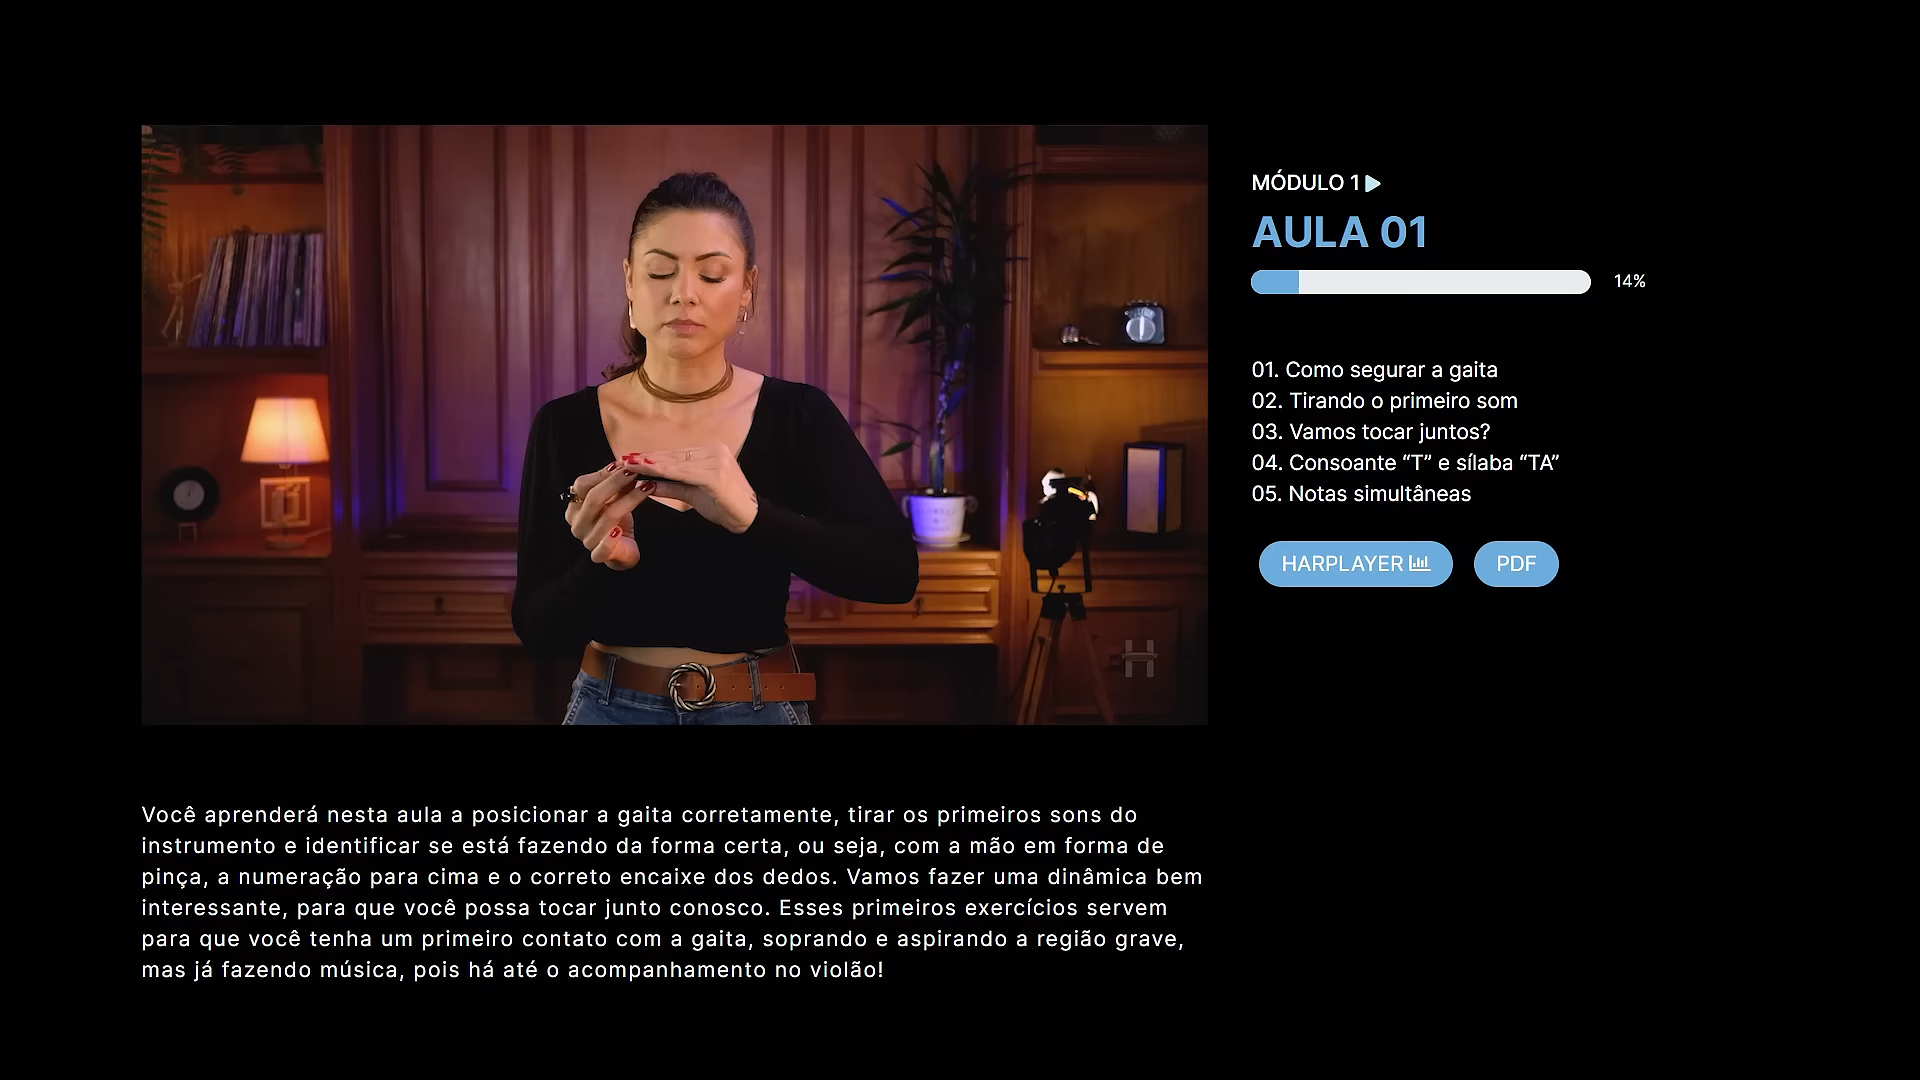 MÓDULO 1
AULA 01
14%
01. Como segurar a gaita
02. Tirando o primeiro som
03. Vamos tocar juntos?
04. Consoante “T” e sílaba “TA”
05. Notas simultâneas
HARPLAYER
PDF
H
Você aprenderá nesta aula a posicionar a gaita corretamente, tirar os primeiros sons do
instrumento e identificar se está fazendo da forma certa, ou seja, com a mão em forma de
pinça, a numeração para cima e o correto encaixe dos dedos. Vamos fazer uma dinâmica bem
interessante, para que você possa tocar junto conosco. Esses primeiros exercícios servem
para que você tenha um primeiro contato com a gaita, soprando e aspirando a região grave,
mas já fazendo música, pois há até o acompanhamento no violão!